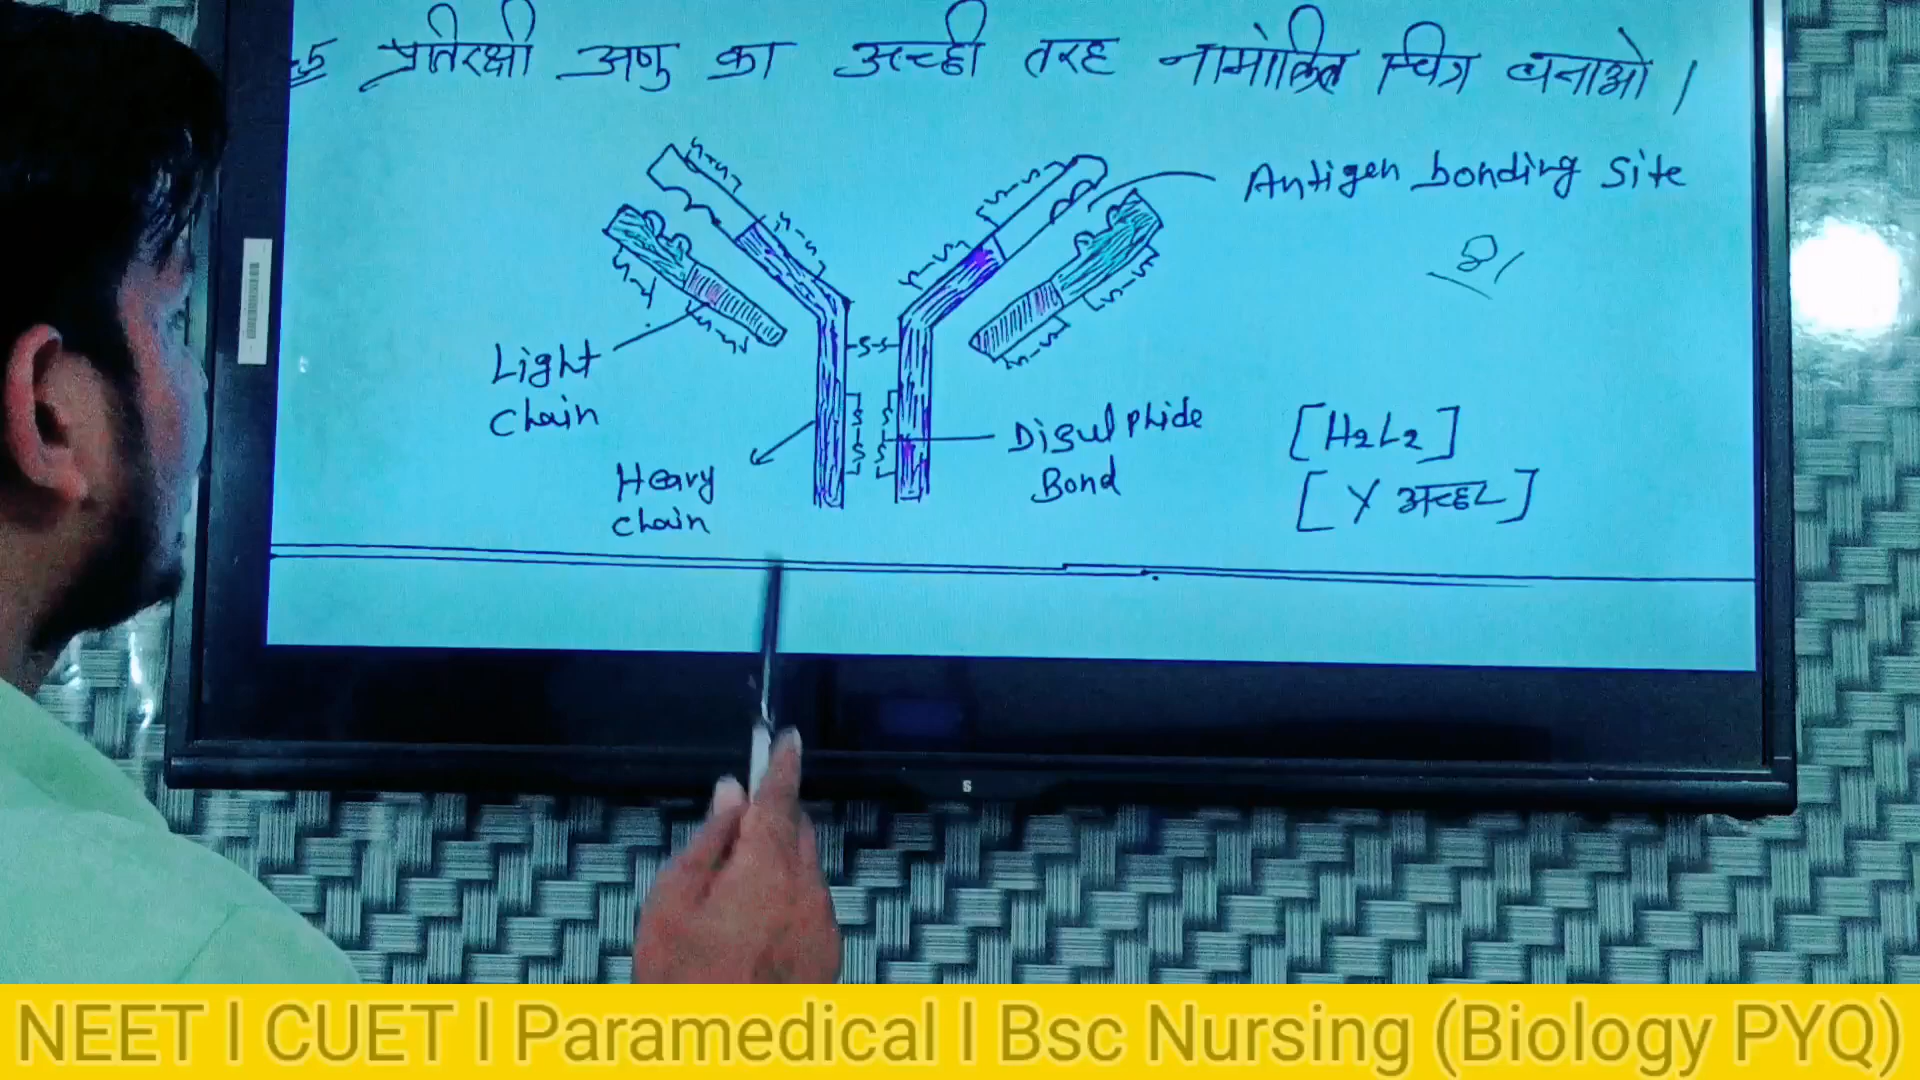 5 प्रतिरक्षी अणु का अच्छी तरह नामांकित चित्र बनाओ।
Antigen bonding site
Light
chain
Heavy
chain
S-S
Disulphide
Bond
[H2L2]
[Y
NEET l CUET l Paramedical l Bsc Nursing (Biology PYQ)